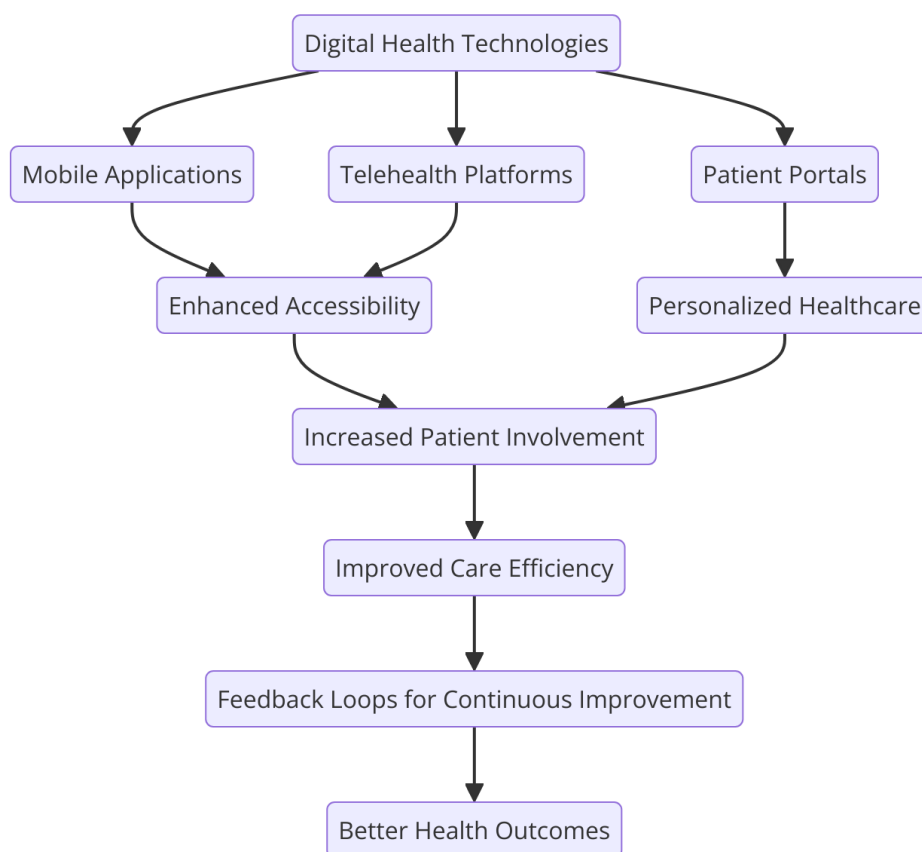 Digital Health Technologies
Mobile Applications
Telehealth Platforms
Patient Portals
Enhanced Accessibility
Personalized Healthcare
Increased Patient Involvement
Improved Care Efficiency
Feedback Loops for Continuous Improvement
Better Health Outcomes